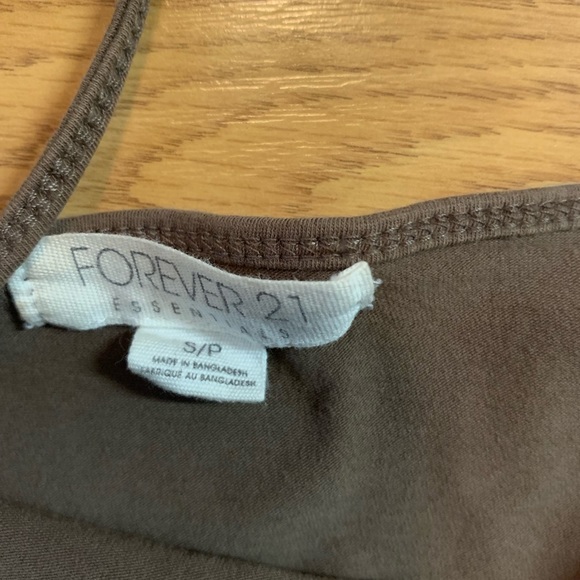 FOREVER 21
ESSENTIALS
S/P
MADE IN BANGLADESH
FABRIQUE AU BANGLADESH